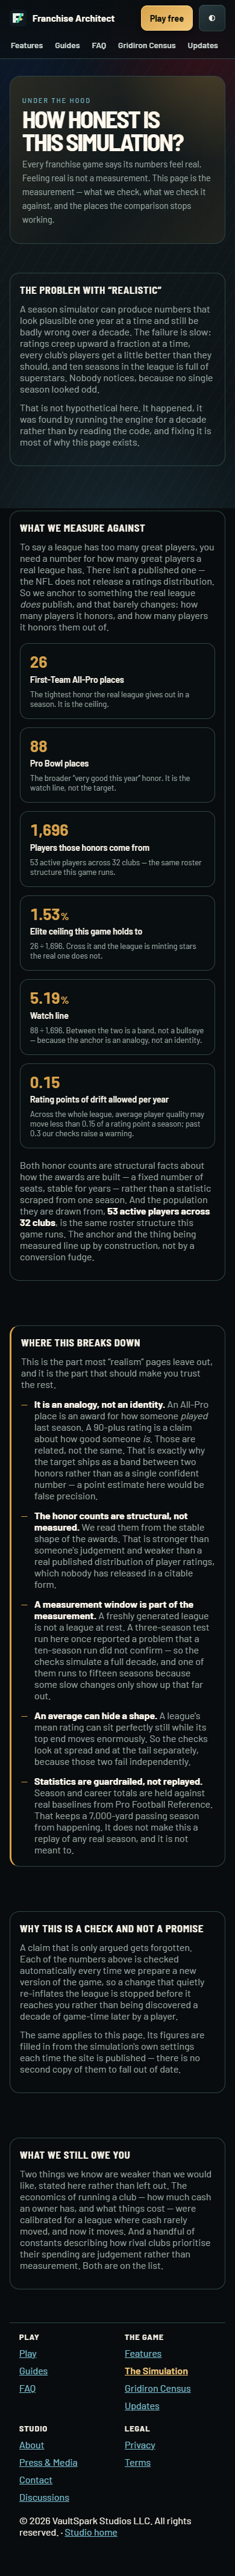 Franchise Architect
Play free
Features Guides FAQ Gridiron Census Updates
UNDER THE HOOD
HOW HONEST IS
THIS SIMULATION?
Every franchise game says its numbers feel real.
Feeling real is not a measurement. This page is the
measurement — what we check, what we check it
against, and the places the comparison stops
working.
THE PROBLEM WITH “REALISTIC”
A season simulator can produce numbers that
look plausible one year at a time and still be
badly wrong over a decade. The failure is slow:
ratings creep upward a fraction at a time,
every club's players get a little better than they
should, and ten seasons in the league is full of
superstars. Nobody notices, because no single
season looked odd.
That is not hypothetical here. It happened, it
was found by running the engine for a decade
rather than by reading the code, and fixing it is
most of why this page exists.
WHAT WE MEASURE AGAINST
To say a league has too many great players, you
need a number for how many great players a
real league has. There isn't a published one —
the NFL does not release a ratings distribution.
So we anchor to something the real league
does publish, and that barely changes: how
many players it honors, and how many players
it honors them out of.
26
First-Team All-Pro places
The tightest honor the real league gives out in a
season. It is the ceiling.
88
Pro Bowl places
The broader “very good this year” honor. It is the
watch line, not the target.
1,696
Players those honors come from
53 active players across 32 clubs — the same roster
structure this game runs.
1.53%
Elite ceiling this game holds to
26 ÷ 1,696. Cross it and the league is minting stars
the real one does not.
5.19%
Watch line
88 ÷ 1,696. Between the two is a band, not a bullseye
— because the anchor is an analogy, not an identity.
0.15
Rating points of drift allowed per year
Across the whole league, average player quality may
move less than 0.15 of a rating point a season; past
0.3 our checks raise a warning.
Both honor counts are structural facts about
how the awards are built — a fixed number of
seats, stable for years — rather than a statistic
scraped from one season. And the population
they are drawn from, 53 active players across
32 clubs, is the same roster structure this
game runs. The anchor and the thing being
measured line up by construction, not by a
conversion fudge.
WHERE THIS BREAKS DOWN
This is the part most “realism” pages leave out,
and it is the part that should make you trust
the rest.
— It is an analogy, not an identity. An All-Pro
place is an award for how someone played
last season. A 90-plus rating is a claim
about how good someone is. Those are
related, not the same. That is exactly why
the target ships as a band between two
honors rather than as a single confident
number — a point estimate here would be
false precision.
— The honor counts are structural, not
measured. We read them from the stable
shape of the awards. That is stronger than
someone's judgement and weaker than a
real published distribution of player ratings,
which nobody has released in a citable
form.
— A measurement window is part of the
measurement. A freshly generated league
is not a league at rest. A three-season test
run here once reported a problem that a
ten-season run did not confirm — so the
checks simulate a full decade, and one of
them runs to fifteen seasons because
some slow changes only show up that far
out.
— An average can hide a shape. A league's
mean rating can sit perfectly still while its
top end moves enormously. So the checks
look at spread and at the tail separately,
because those two fail independently.
— Statistics are guardrailed, not replayed.
Season and career totals are held against
real baselines from Pro Football Reference.
That keeps a 7,000-yard passing season
from happening. It does not make this a
replay of any real season, and it is not
meant to.
WHY THIS IS A CHECK AND NOT A PROMISE
A claim that is only argued gets forgotten.
Each of the numbers above is checked
automatically every time we prepare a new
version of the game, so a change that quietly
re-inflates the league is stopped before it
reaches you rather than being discovered a
decade of game-time later by a player.
The same applies to this page. Its figures are
filled in from the simulation's own settings
each time the site is published — there is no
second copy of them to fall out of date.
WHAT WE STILL OWE YOU
Two things we know are weaker than we would
like, stated here rather than left out. The
economics of running a club — how much cash
an owner has, and what things cost — were
calibrated for a league where cash rarely
moved, and now it moves. And a handful of
constants describing how rival clubs prioritise
their spending are judgement rather than
measurement. Both are on the list.
PLAY
Play
Guides
FAQ
THE GAME
Features
The Simulation
Gridiron Census
Updates
STUDIO
About
Press & Media
Contact
Discussions
LEGAL
Privacy
Terms
© 2026 VaultSpark Studios LLC. All rights
reserved. · Studio home